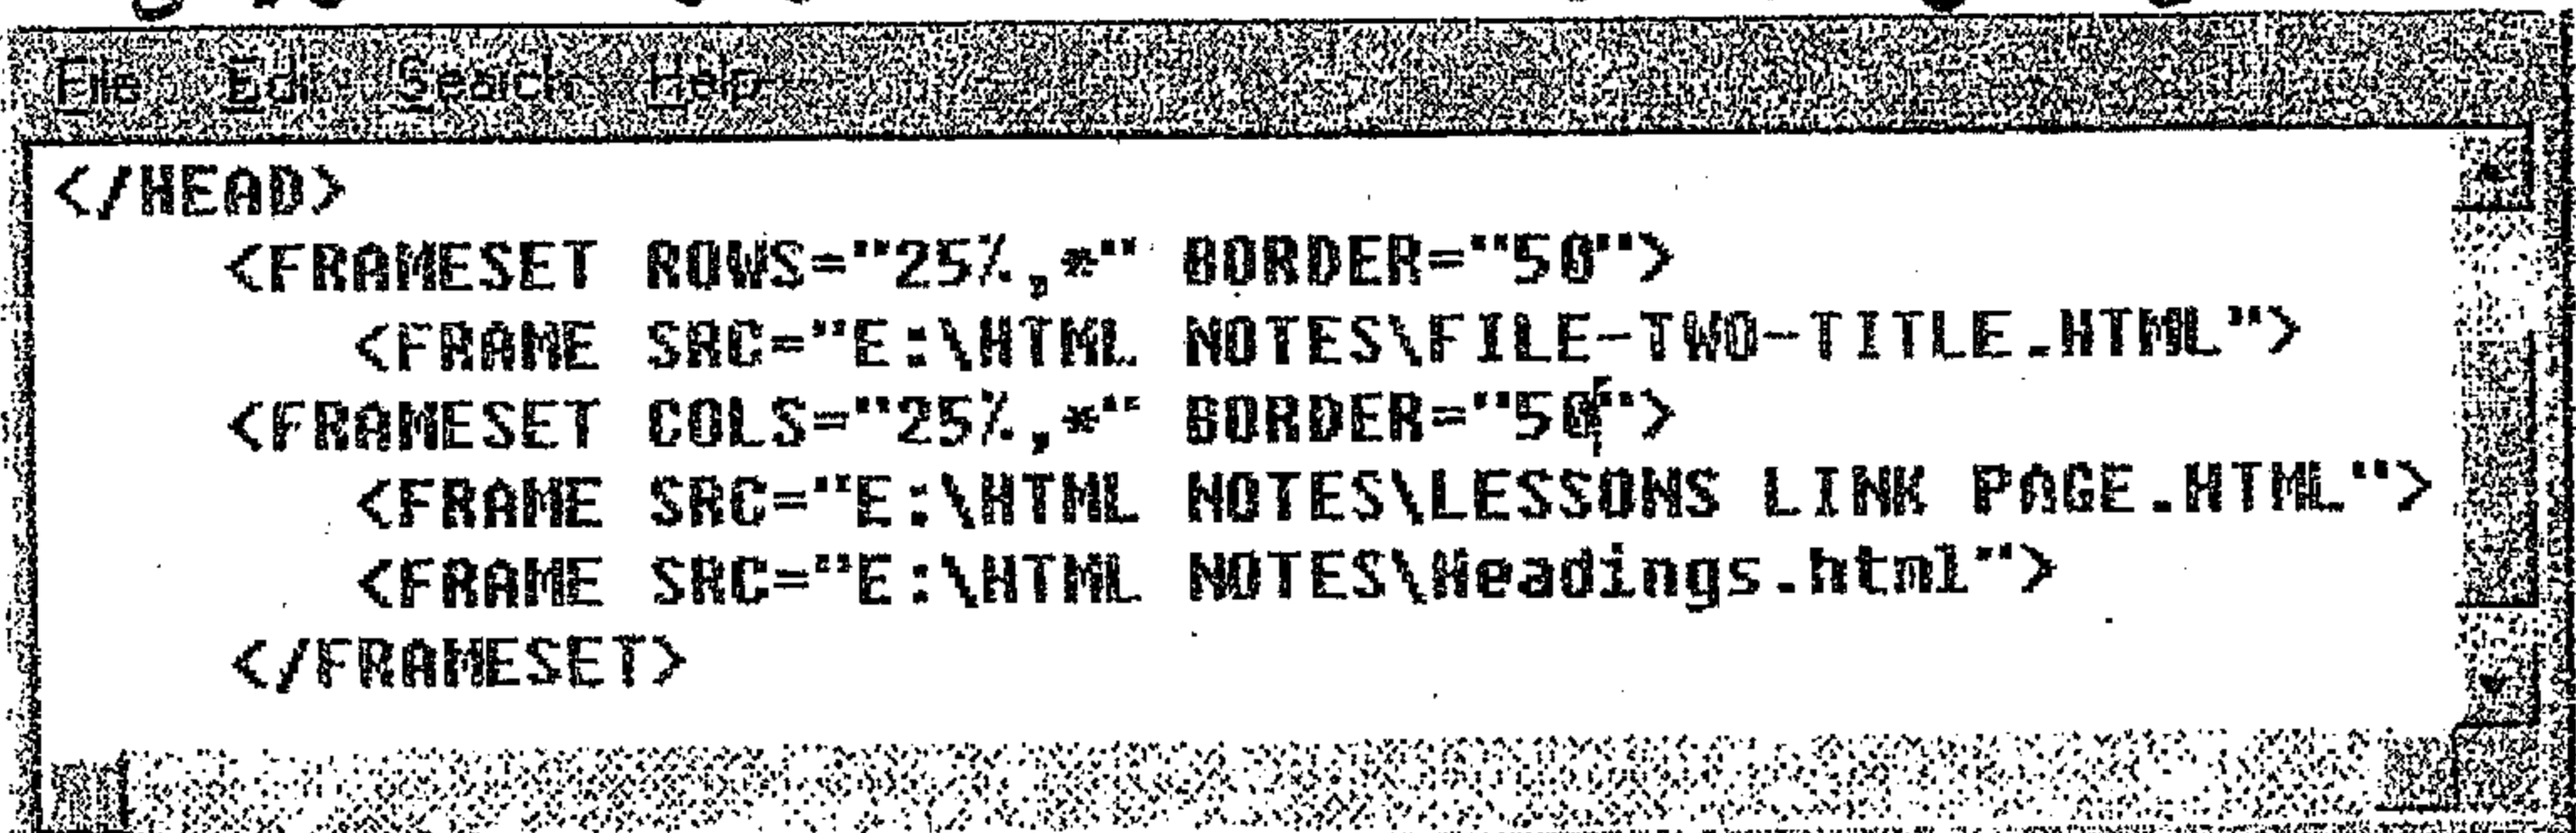 File Edit Search Help
</HEAD>
<FRAMESET ROWS="25%,*" BORDER="50">
<FRAME SRC="E:\HTML NOTES\FILE-TWO-TITLE.HTML">
<FRAMESET COLS="25%,*" BORDER="50">
<FRAME SRC="E:\HTML NOTES\LESSONS LINK PAGE.HTML">
<FRAME SRC="E:\HTML NOTES\Headings.html">
</FRAMESET>